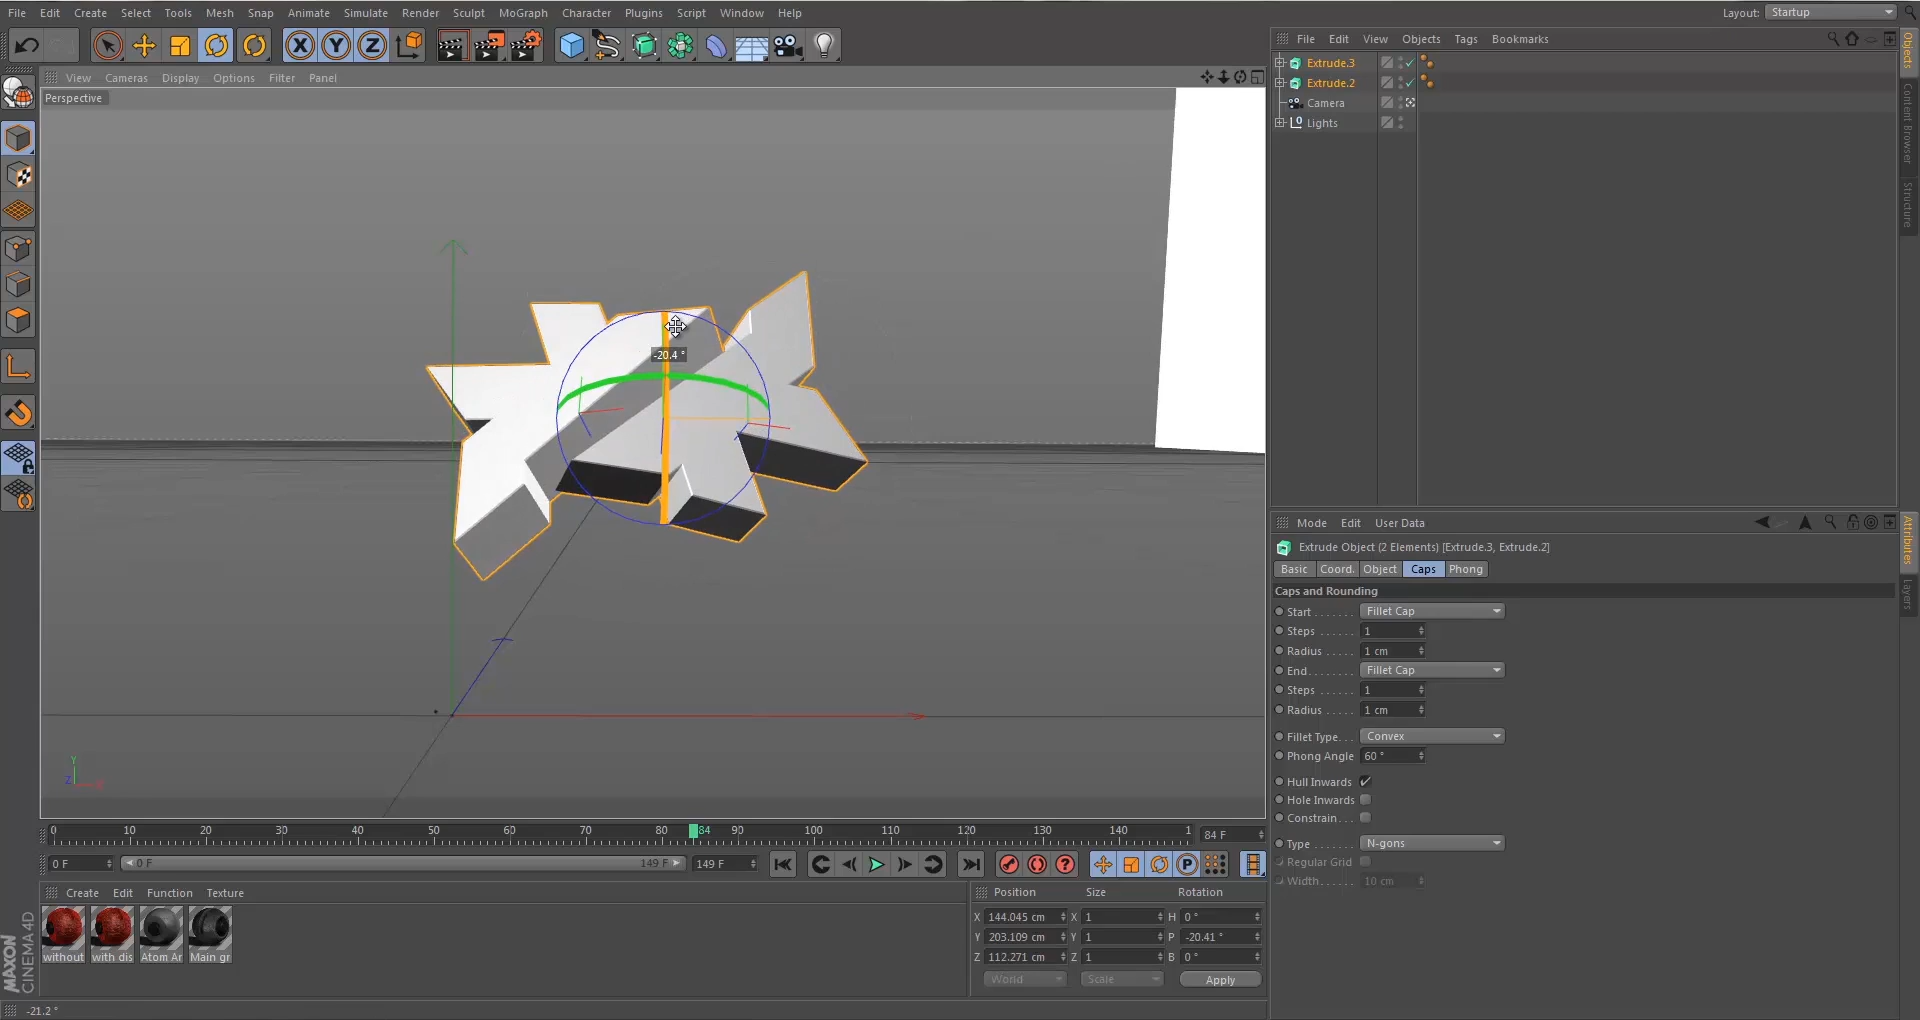 File Edit Create Select Tools Mesh Snap Animate Simulate Render Sculpt MoGraph Character Plugins Script Window Help
Layout: Startup
X Y Z
View Cameras Display Options Filter Panel
Perspective
-20.4 °
Y
Z
File Edit View Objects Tags Bookmarks
Extrude.3
Extrude.2
Camera
0 Lights
Objects
Content Browser
Structure
Mode Edit User Data
Extrude Object (2 Elements) [Extrude.3, Extrude.2]
Basic Coord. Object Caps Phong
Caps and Rounding
Start . . . . . . . Fillet Cap
Steps . . . . . . 1
Radius . . . . . 1 cm
End. . . . . . . . Fillet Cap
Steps . . . . . . 1
Radius . . . . . 1 cm
Fillet Type. . . Convex
Phong Angle 60 °
Hull Inwards
Hole Inwards
Constrain. . .
Type . . . . . . . N-gons
Regular Grid
Width. . . . . . 10 cm
Attributes
Layers
0 10 20 30 40 50 60 70 80 84 90 100 110 120 130 140 1 84 F
0 F 0 F 149 F 149 F
P
Create Edit Function Texture
without with dis Atom Ar Main gr
Position Size Rotation
X 144.045 cm X 1 H 0 °
Y 203.109 cm Y 1 P -20.41 °
Z 112.271 cm Z 1 B 0 °
World Scale Apply
MAXON
CINEMA 4D
-21.2 °